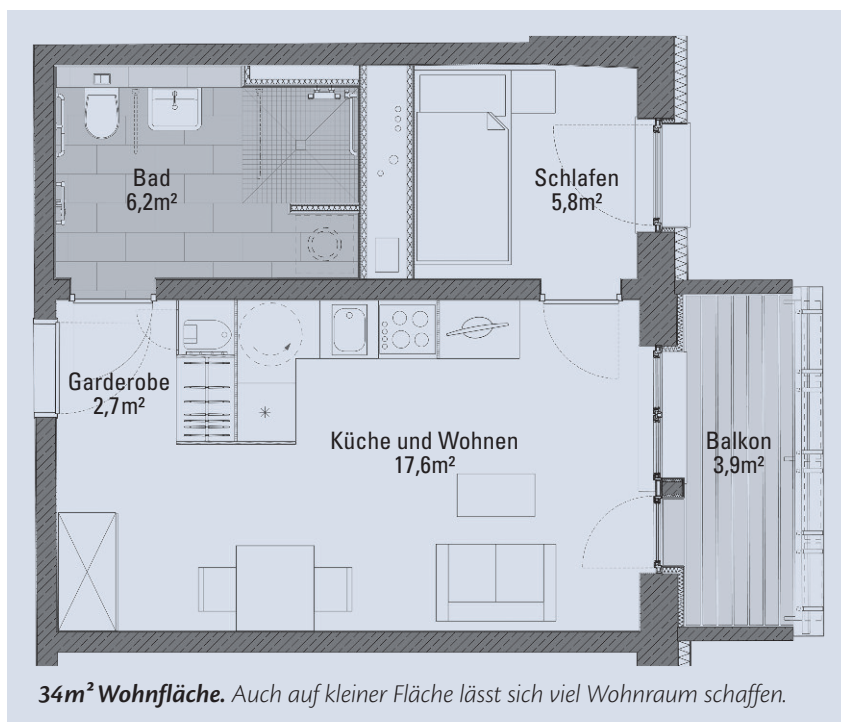 Bad
6,2m²
Schlafen
5,8m²
Garderobe
2,7m²
Küche und Wohnen
17,6m²
Balkon
3,9m²
34m² Wohnfläche. Auch auf kleiner Fläche lässt sich viel Wohnraum schaffen.